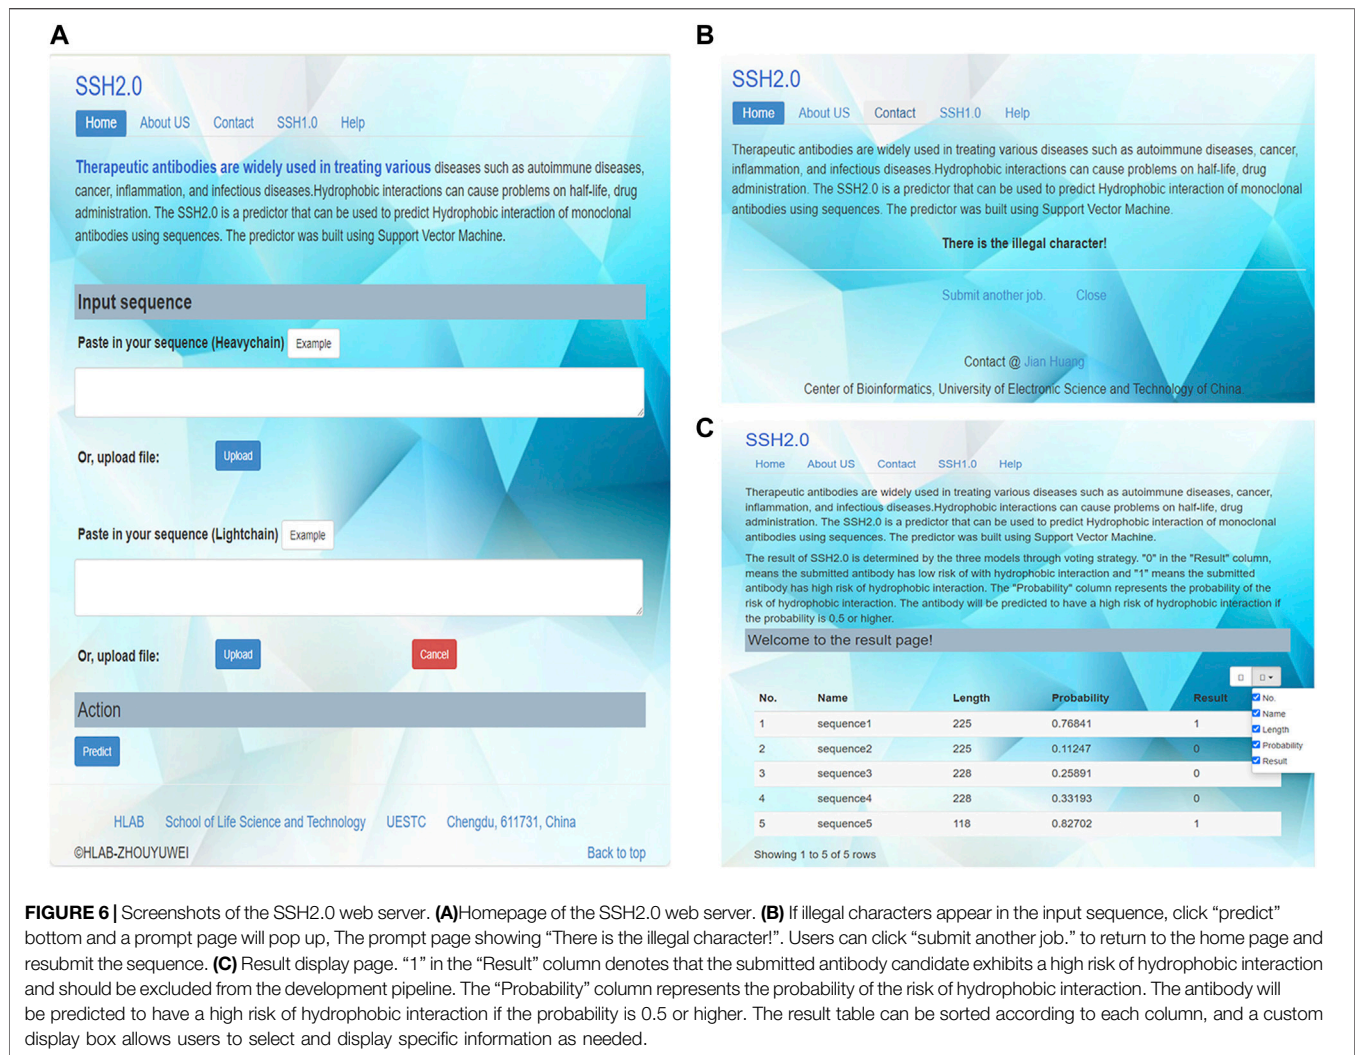 A
SSH2.0
Home About US Contact SSH1.0 Help
Therapeutic antibodies are widely used in treating various diseases such as autoimmune diseases,
cancer, inflammation, and infectious diseases.Hydrophobic interactions can cause problems on half-life, drug
administration. The SSH2.0 is a predictor that can be used to predict Hydrophobic interaction of monoclonal
antibodies using sequences. The predictor was built using Support Vector Machine.
Input sequence
Paste in your sequence (Heavychain) Example
Or, upload file: Upload
Paste in your sequence (Lightchain) Example
Or, upload file: Upload Cancel
Action
Predict
HLAB School of Life Science and Technology UESTC Chengdu, 611731, China
©HLAB-ZHOUYUWEI Back to top
B
SSH2.0
Home About US Contact SSH1.0 Help
Therapeutic antibodies are widely used in treating various diseases such as autoimmune diseases, cancer,
inflammation, and infectious diseases.Hydrophobic interactions can cause problems on half-life, drug
administration. The SSH2.0 is a predictor that can be used to predict Hydrophobic interaction of monoclonal
antibodies using sequences. The predictor was built using Support Vector Machine.
There is the illegal character!
Submit another job. Close
Contact @ Jian Huang
Center of Bioinformatics, University of Electronic Science and Technology of China.
C
SSH2.0
Home About US Contact SSH1.0 Help
Therapeutic antibodies are widely used in treating various diseases such as autoimmune diseases, cancer,
inflammation, and infectious diseases.Hydrophobic interactions can cause problems on half-life, drug
administration. The SSH2.0 is a predictor that can be used to predict Hydrophobic interaction of monoclonal
antibodies using sequences. The predictor was built using Support Vector Machine.
The result of SSH2.0 is determined by the three models through voting strategy. "0" in the "Result" column,
means the submitted antibody has low risk of with hydrophobic interaction and "1" means the submitted
antibody has high risk of hydrophobic interaction. The "Probability" column represents the probability of the
risk of hydrophobic interaction. The antibody will be predicted to have a high risk of hydrophobic interaction if
the probability is 0.5 or higher.
Welcome to the result page!
No. Name Length Probability Result
1 sequence1 225 0.76841 1
2 sequence2 225 0.11247 0
3 sequence3 228 0.25891 0
4 sequence4 228 0.33193 0
5 sequence5 118 0.82702 1
No.
Name
Length
Probability
Result
Showing 1 to 5 of 5 rows
FIGURE 6 | Screenshots of the SSH2.0 web server. (A)Homepage of the SSH2.0 web server. (B) If illegal characters appear in the input sequence, click “predict”
bottom and a prompt page will pop up, The prompt page showing “There is the illegal character!”. Users can click “submit another job.” to return to the home page and
resubmit the sequence. (C) Result display page. “1” in the “Result” column denotes that the submitted antibody candidate exhibits a high risk of hydrophobic interaction
and should be excluded from the development pipeline. The “Probability” column represents the probability of the risk of hydrophobic interaction. The antibody will
be predicted to have a high risk of hydrophobic interaction if the probability is 0.5 or higher. The result table can be sorted according to each column, and a custom
display box allows users to select and display specific information as needed.